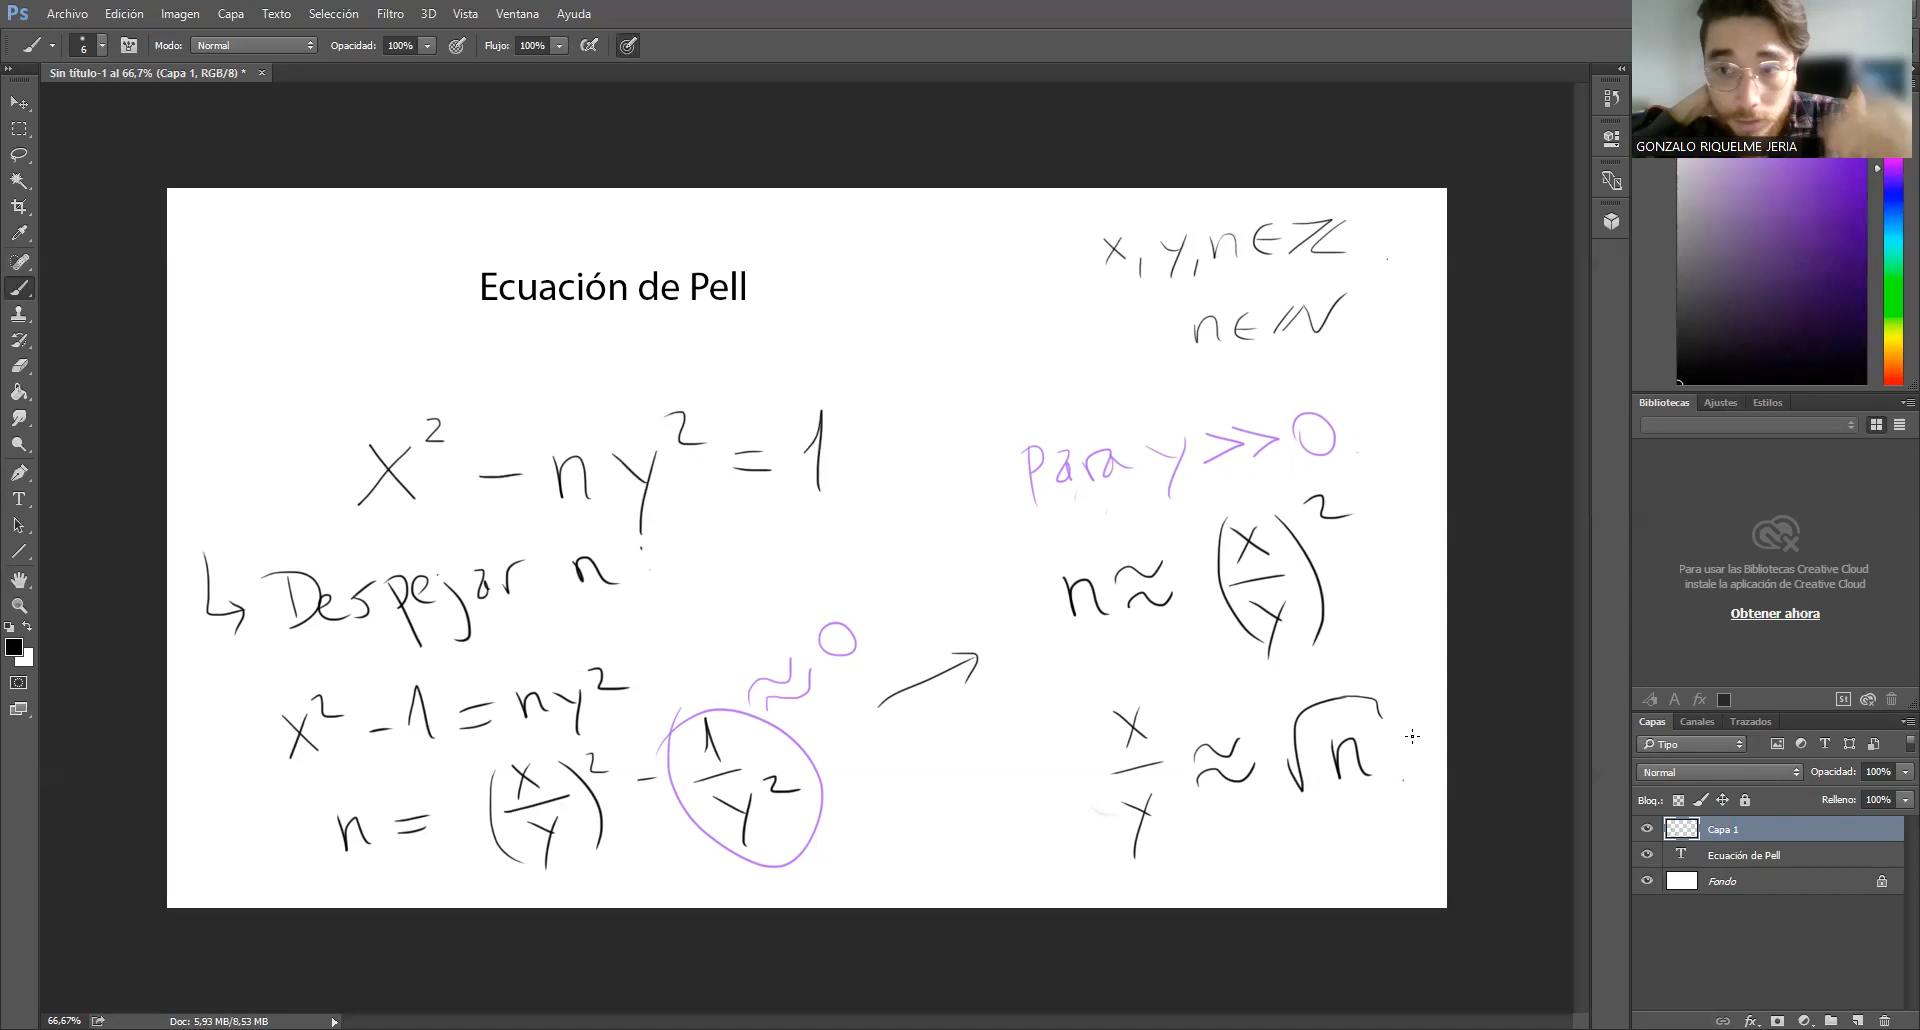 Ps Archivo Edición Imagen Capa Texto Selección Filtro 3D Vista Ventana Ayuda
6 Modo: Normal Opacidad: 100% Flujo: 100%
Sin título-1 al 66,7% (Capa 1, RGB/8) * ×
GONZALO RIQUELME JERIA
Ecuación de Pell
x, y, n ∈ ℤ
n ∈ ℕ
x² - ny² = 1
↳ Despejar n
x² - 1 = ny²
n = (x/y)² - 1/y² ≈ 0
→
para y >> 0
n ≈ (x/y)²
x/y ≈ √n
Bibliotecas Ajustes Estilos
Para usar las Bibliotecas Creative Cloud
instale la aplicación de Creative Cloud
Obtener ahora
Capas Canales Trazados
Tipo
Normal Opacidad: 100%
Bloq.: Relleno: 100%
Capa 1
T Ecuación de Pell
Fondo
fx
66,67% Doc: 5,93 MB/8,53 MB